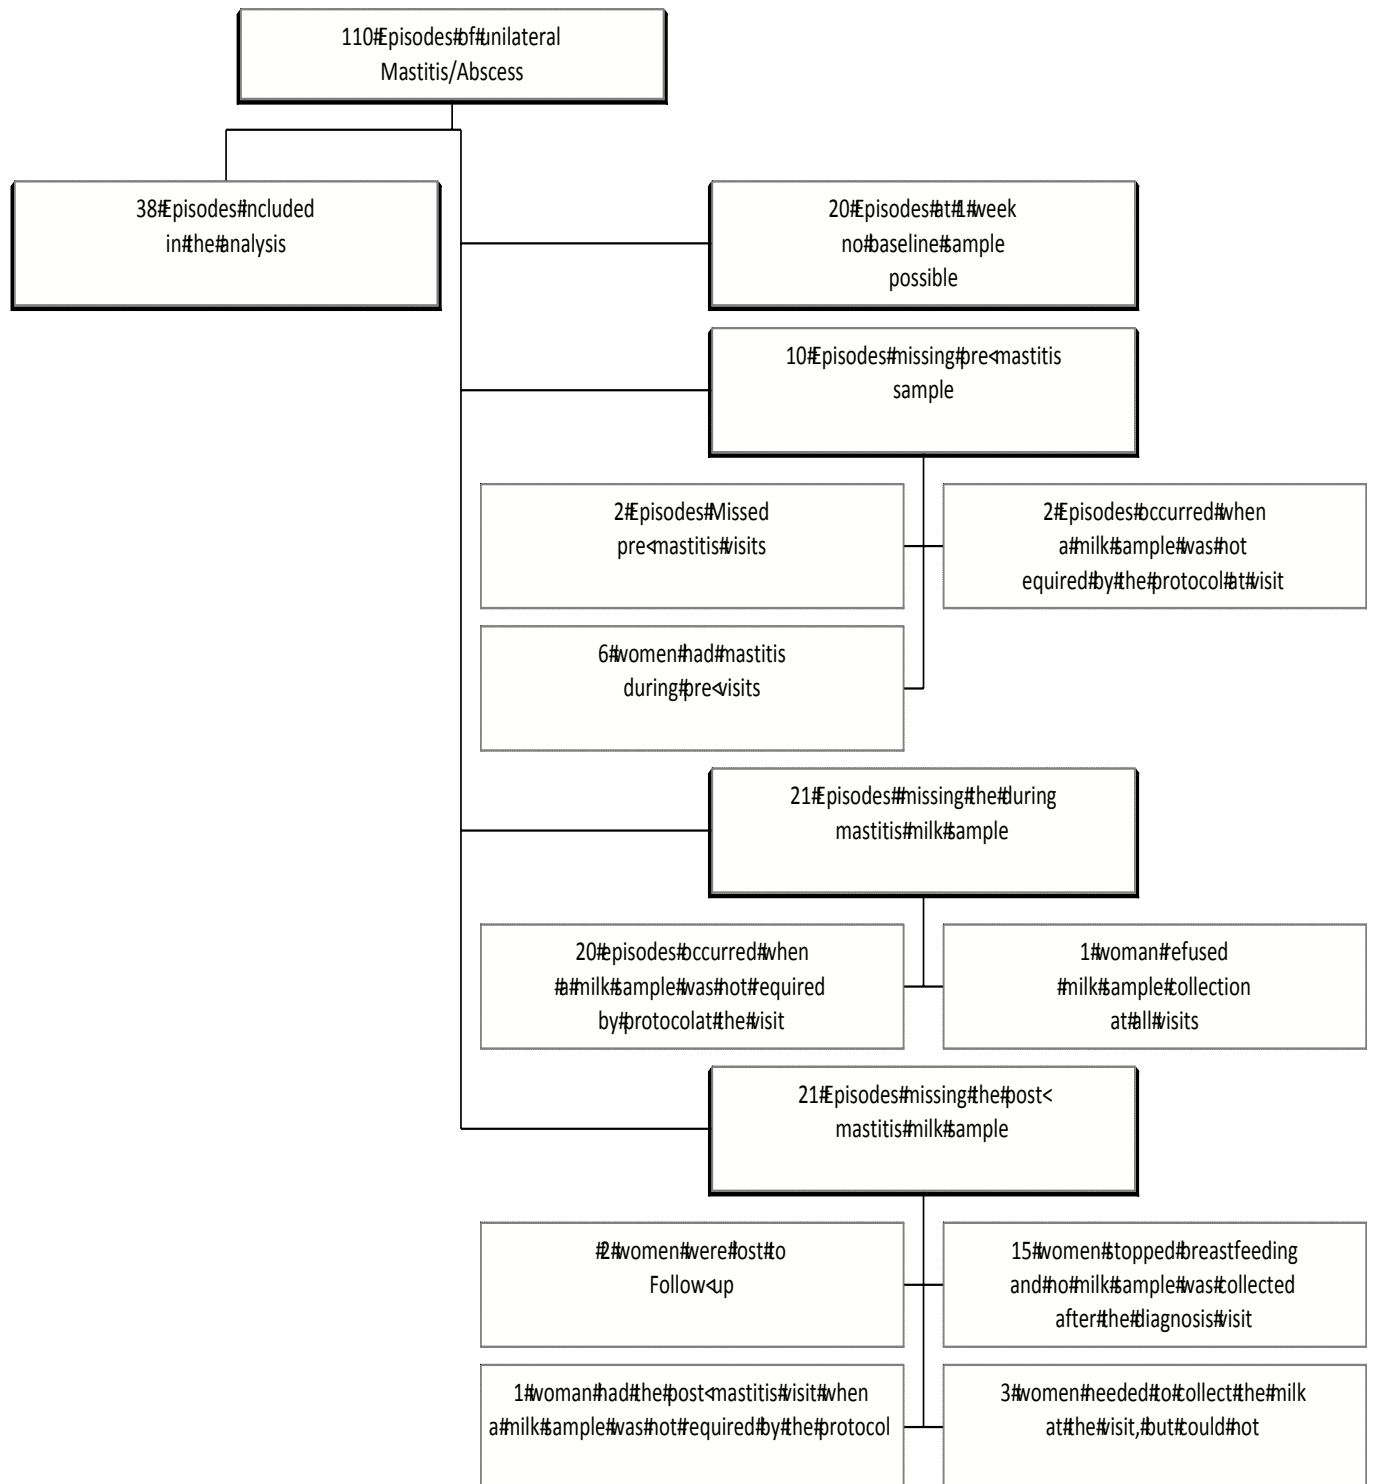 110#Episodes#of#unilateral
Mastitis/Abscess
38#Episodes#included
in#the#analysis
20#Episodes#at#1#week
no#baseline#sample
possible
10#Episodes#missing#pre<mastitis
sample
2#Episodes#Missed
pre<mastitis#visits
2#Episodes#occurred#when
a#milk#sample#was#not
equired#by#the#protocol#at#visit
6#women#had#mastitis
during#pre<visits
21#Episodes#missing#the#during
mastitis#milk#sample
20#episodes#occurred#when
#a#milk#sample#was#not#required
by#protocolat#the#visit
1#woman#refused
#milk#sample#collection
at#all#visits
21#Episodes#missing#the#post<
mastitis#milk#sample
#2#women#were#lost#to
Follow<up
15#women#stopped#breastfeeding
and#no#milk#sample#was#collected
after#the#diagnosis#visit
1#woman#had#the#post<mastitis#visit#when
a#milk#sample#was#not#required#by#the#protocol
3#women#needed#to#collect#the#milk
at#the#visit,#but#could#not